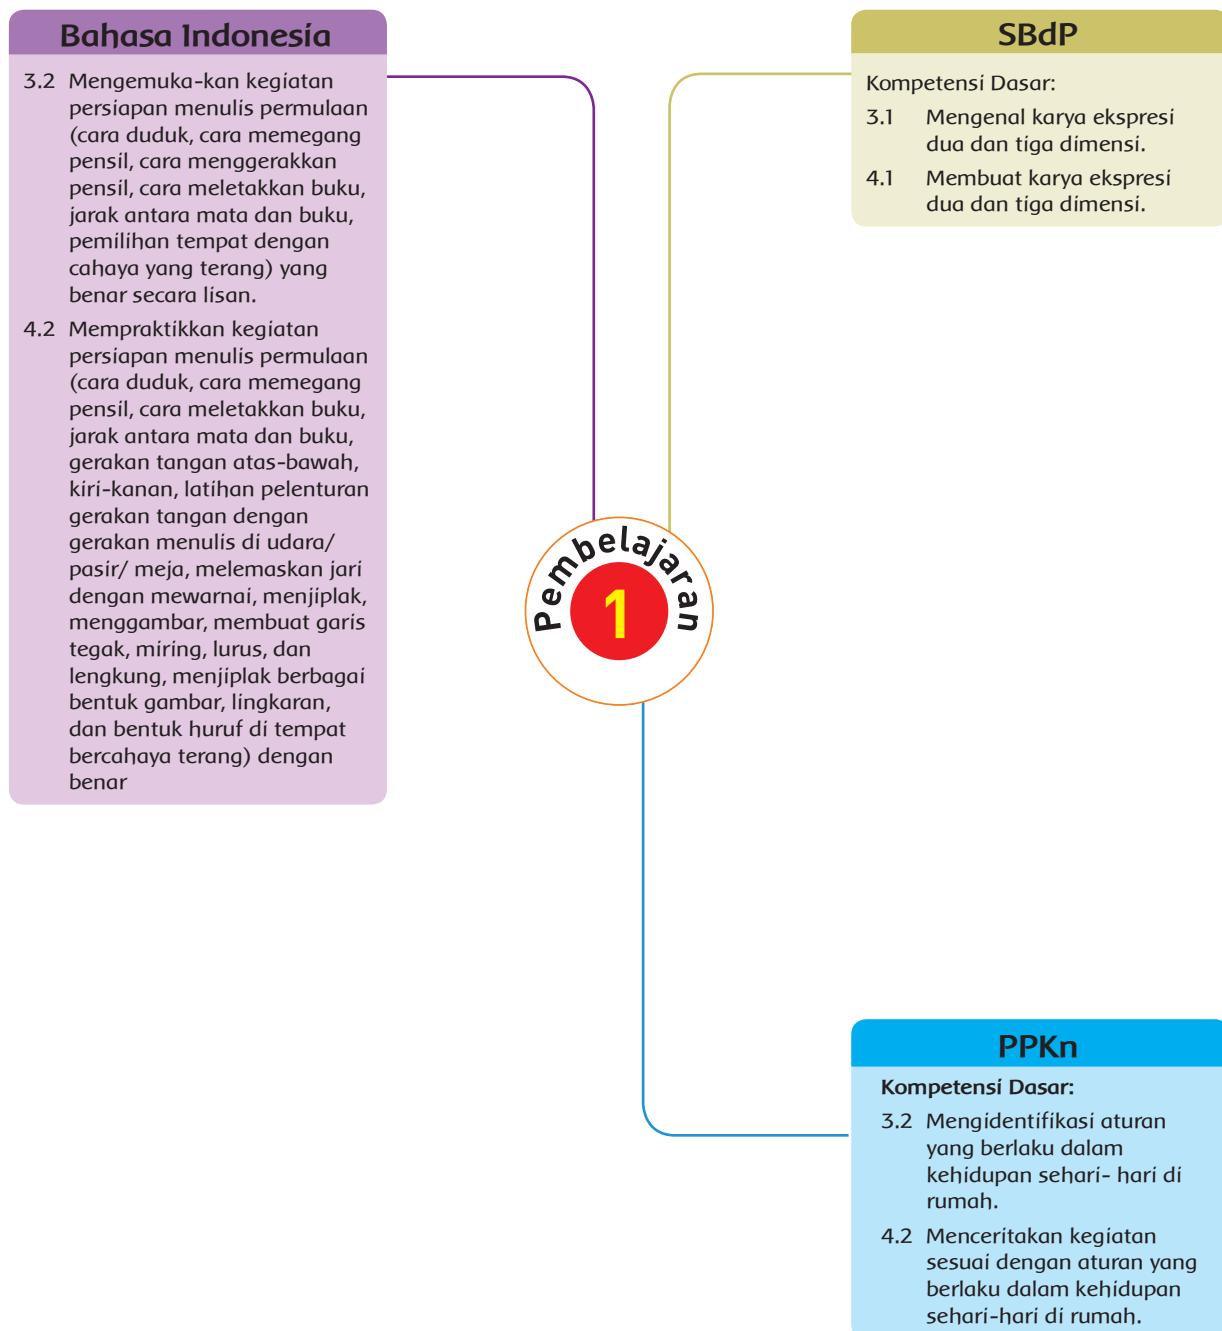 Bahasa Indonesia
3.2 Mengemuka-kan kegiatan
persiapan menulis permulaan
(cara duduk, cara memegang
pensil, cara menggerakkan
pensil, cara meletakkan buku,
jarak antara mata dan buku,
pemilihan tempat dengan
cahaya yang terang) yang
benar secara lisan.
4.2 Mempraktikkan kegiatan
persiapan menulis permulaan
(cara duduk, cara memegang
pensil, cara meletakkan buku,
jarak antara mata dan buku,
gerakan tangan atas-bawah,
kiri-kanan, latihan pelenturan
gerakan tangan dengan
gerakan menulis di udara/
pasir/ meja, melemaskan jari
dengan mewarnai, menjiplak,
menggambar, membuat garis
tegak, miring, lurus, dan
lengkung, menjiplak berbagai
bentuk gambar, lingkaran,
dan bentuk huruf di tempat
bercahaya terang) dengan
benar
SBdP
Kompetensi Dasar:
3.1 Mengenal karya ekspresi
dua dan tiga dimensi.
4.1 Membuat karya ekspresi
dua dan tiga dimensi.
Pembelajaran
1
PPKn
Kompetensi Dasar:
3.2 Mengidentifikasi aturan
yang berlaku dalam
kehidupan sehari- hari di
rumah.
4.2 Menceritakan kegiatan
sesuai dengan aturan yang
berlaku dalam kehidupan
sehari-hari di rumah.